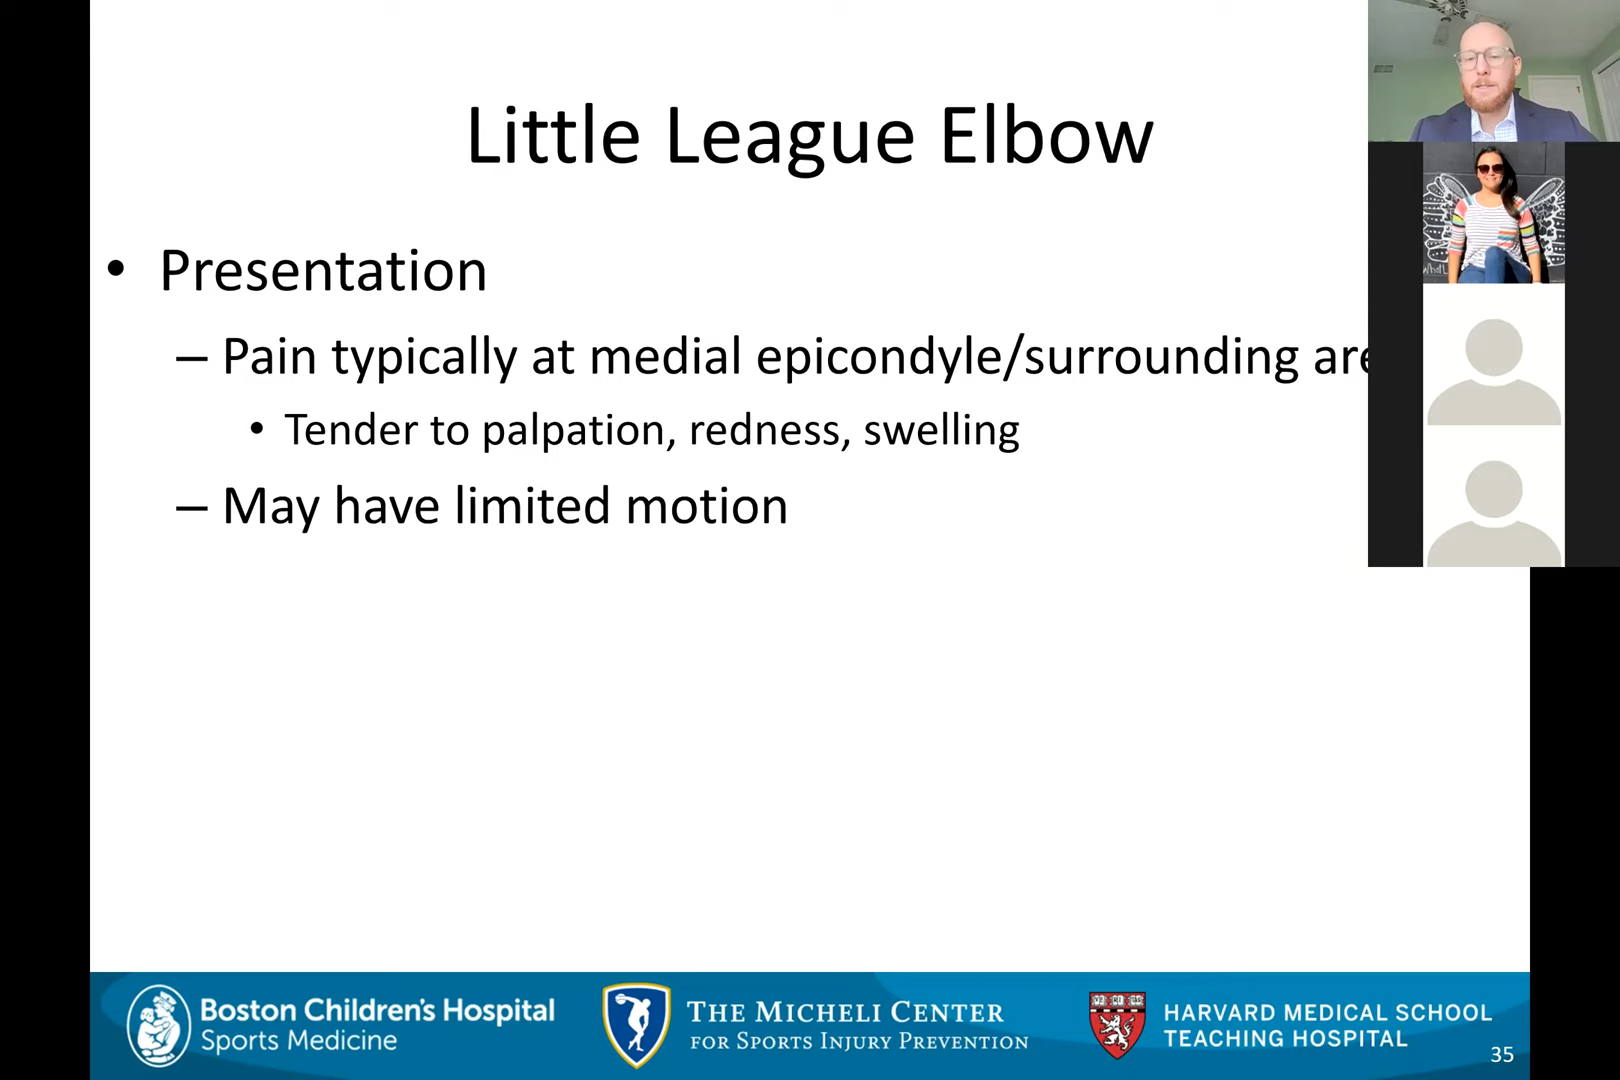 Little League Elbow
• Presentation
– Pain typically at medial epicondyle/surrounding
• Tender to palpation, redness, swelling
– May have limited motion
Boston Children's Hospital
Sports Medicine
THE MICHELI CENTER
FOR SPORTS INJURY PREVENTION
HARVARD MEDICAL SCHOOL
TEACHING HOSPITAL
35